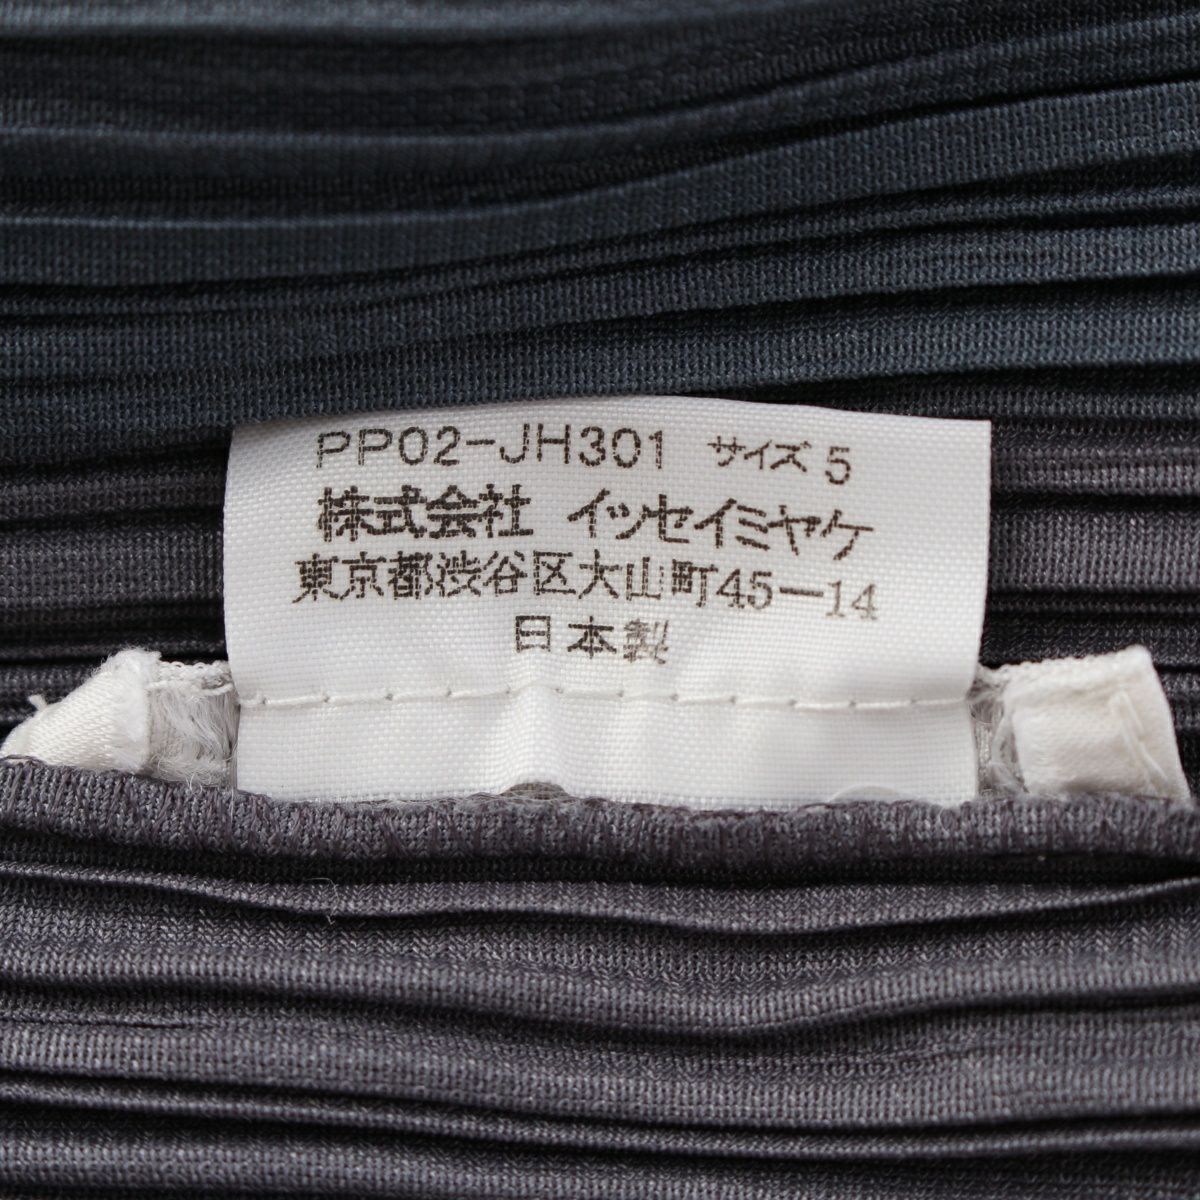 PP02-JH301 サイズ 5
株式会社 イッセイミヤケ
東京都渋谷区大山町45-14
日本製